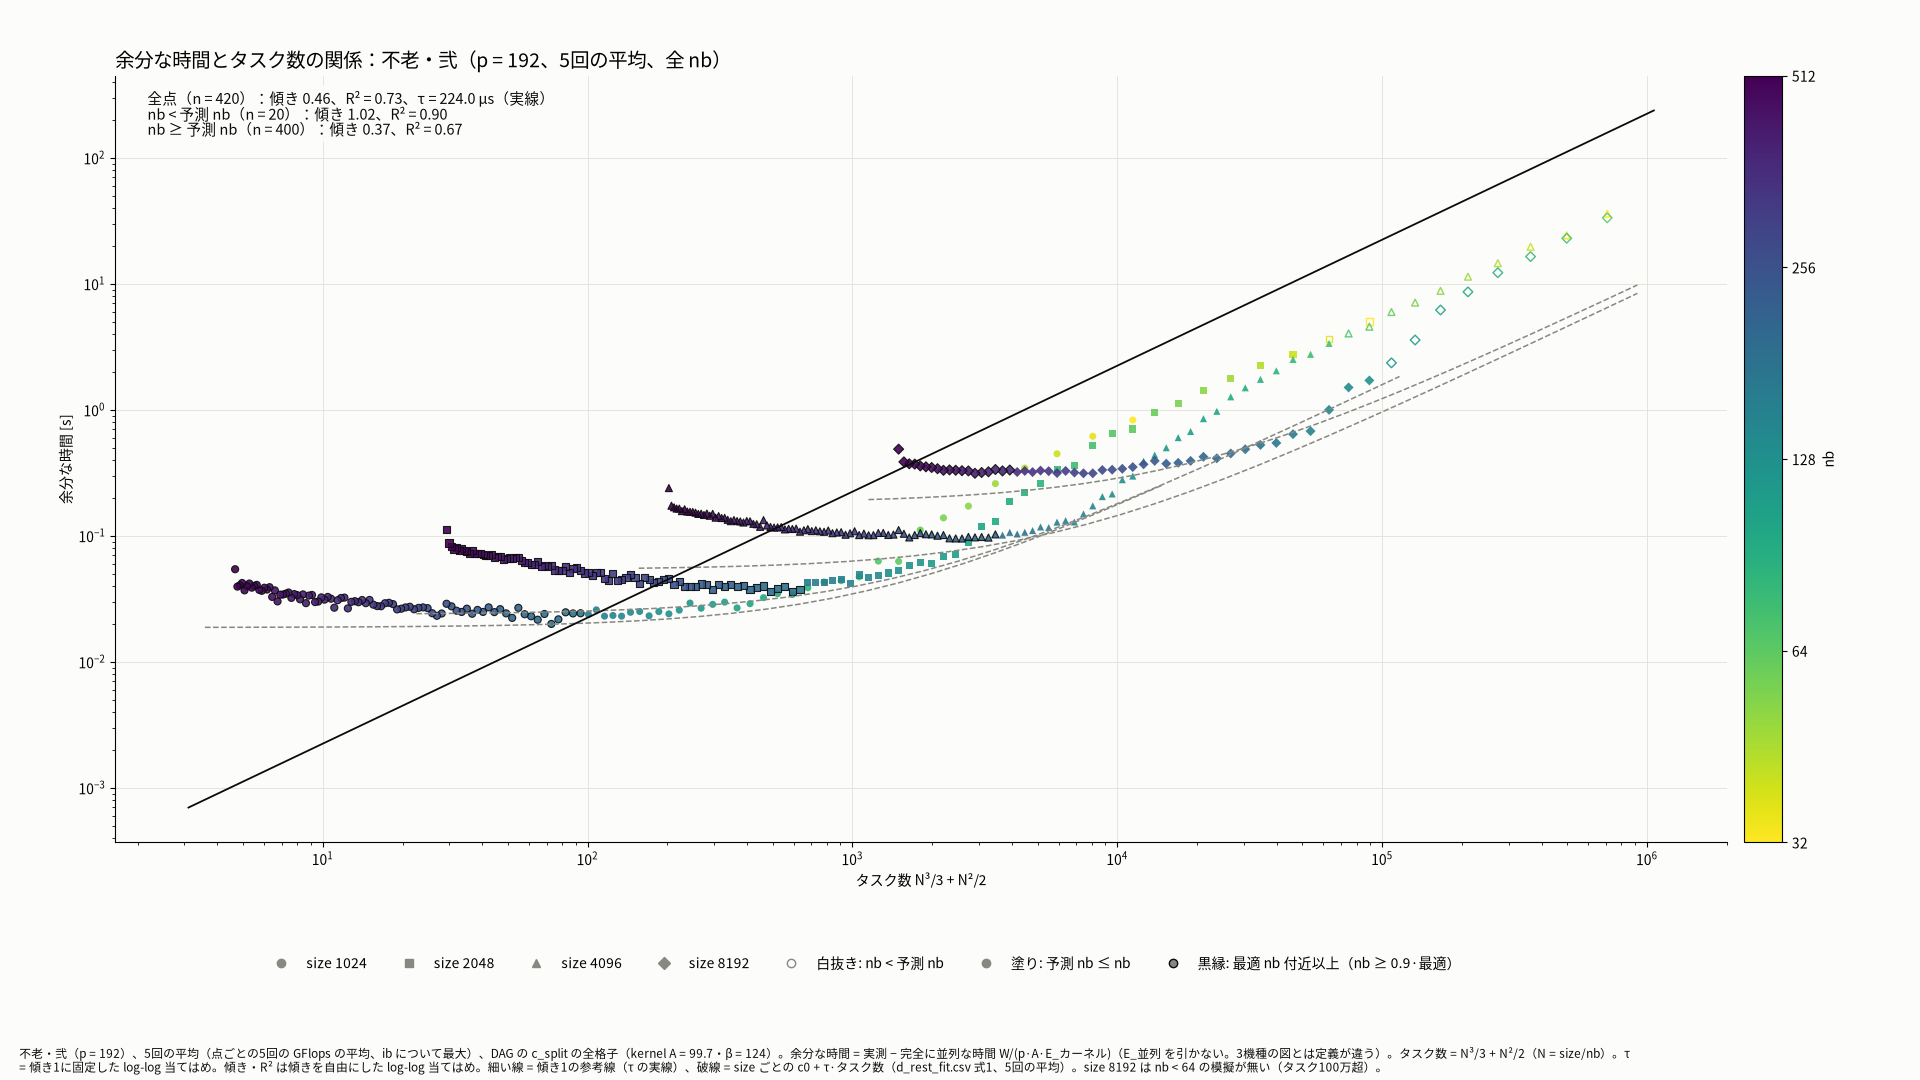 余分な時間とタスク数の関係：不老・弐（p = 192、5回の平均、全 nb）
全点（n = 420）：傾き 0.46、R² = 0.73、τ = 224.0 µs（実線）
nb < 予測 nb（n = 20）：傾き 1.02、R² = 0.90
nb ≥ 予測 nb（n = 400）：傾き 0.37、R² = 0.67
余分な時間 [s]
10²
10¹
10⁰
10⁻¹
10⁻²
10⁻³
10¹ 10² 10³ 10⁴ 10⁵ 10⁶
タスク数 N³/3 + N²/2
512
256
128
64
32
nb
size 1024 size 2048 size 4096 size 8192 白抜き: nb < 予測 nb 塗り: 予測 nb ≤ nb 黒縁: 最適 nb 付近以上（nb ≥ 0.9 · 最適）
不老・弐（p = 192）、5回の平均（点ごとの5回の GFlops の平均、ib について最大）、DAG の c_split の全格子（kernel A = 99.7・β = 124）。余分な時間 = 実測 − 完全に並列な時間 W/(p·A·E_カーネル)（E_並列 を引かない。3機種の図とは定義が違う）。タスク数 = N³/3 + N²/2（N = size/nb）。τ
= 傾き1に固定した log-log 当てはめ。傾き・R² は傾きを自由にした log-log 当てはめ。細い線 = 傾き1の参考線（τ の実線）、破線 = size ごとの c0 + τ·タスク数（d_rest_fit.csv 式1、5回の平均）。size 8192 は nb < 64 の模擬が無い（タスク100万超）。